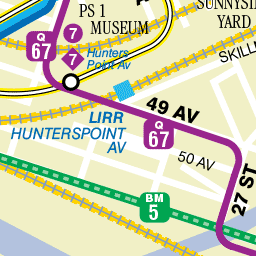 PS 1
MUSEUM
SUNNYSI
YARD
Q
67
7
7
Hunters
Point Av
SKILL
49 AV
LIRR
HUNTERSPOINT
AV
Q
67
50 AV
27 ST
BM
5